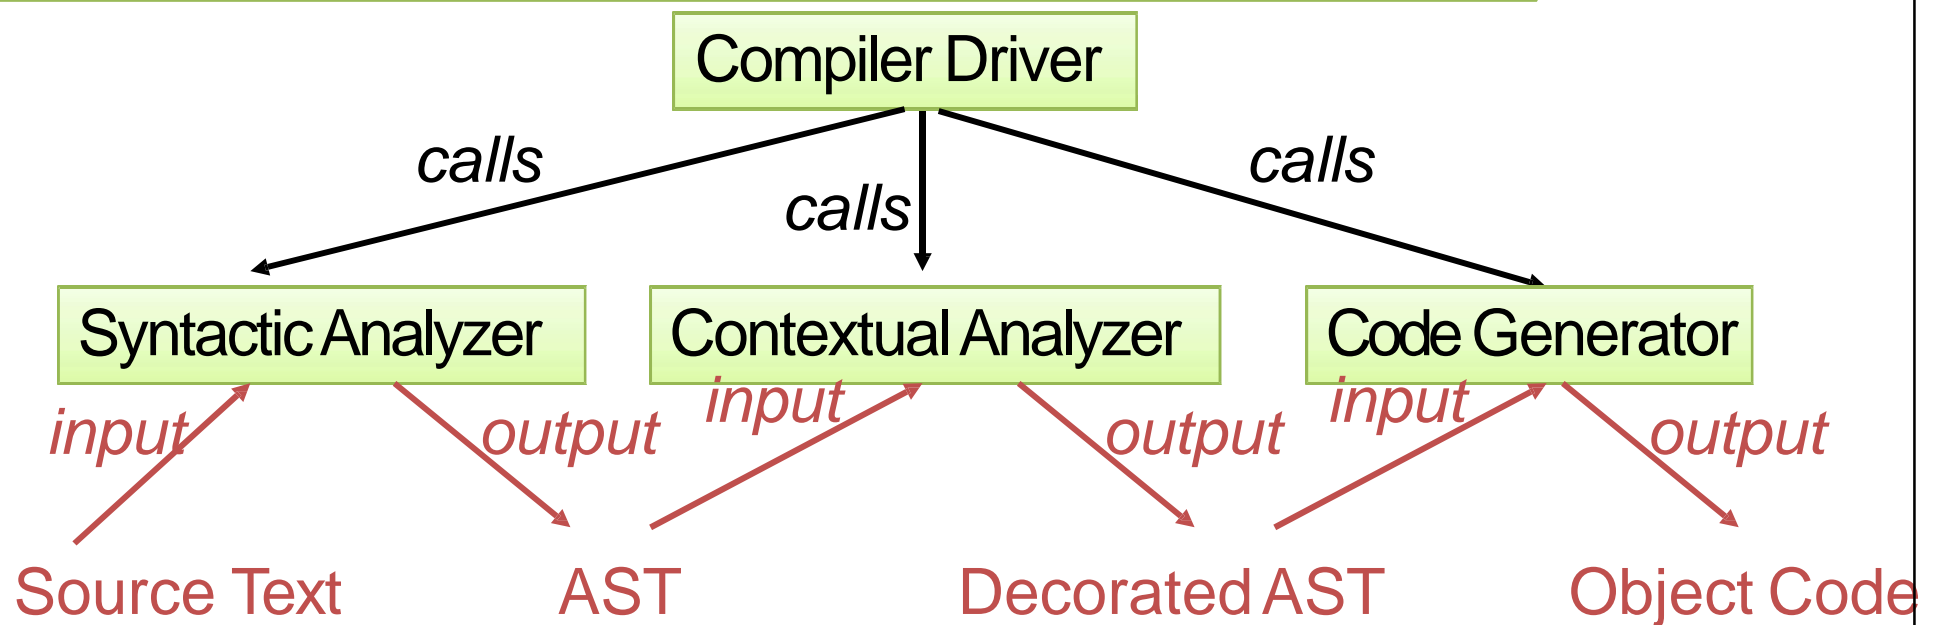 Compiler Driver
calls
calls
calls
Syntactic Analyzer
Contextual Analyzer
Code Generator
input
output
input
output
input
output
Source Text
AST
Decorated AST
Object Code